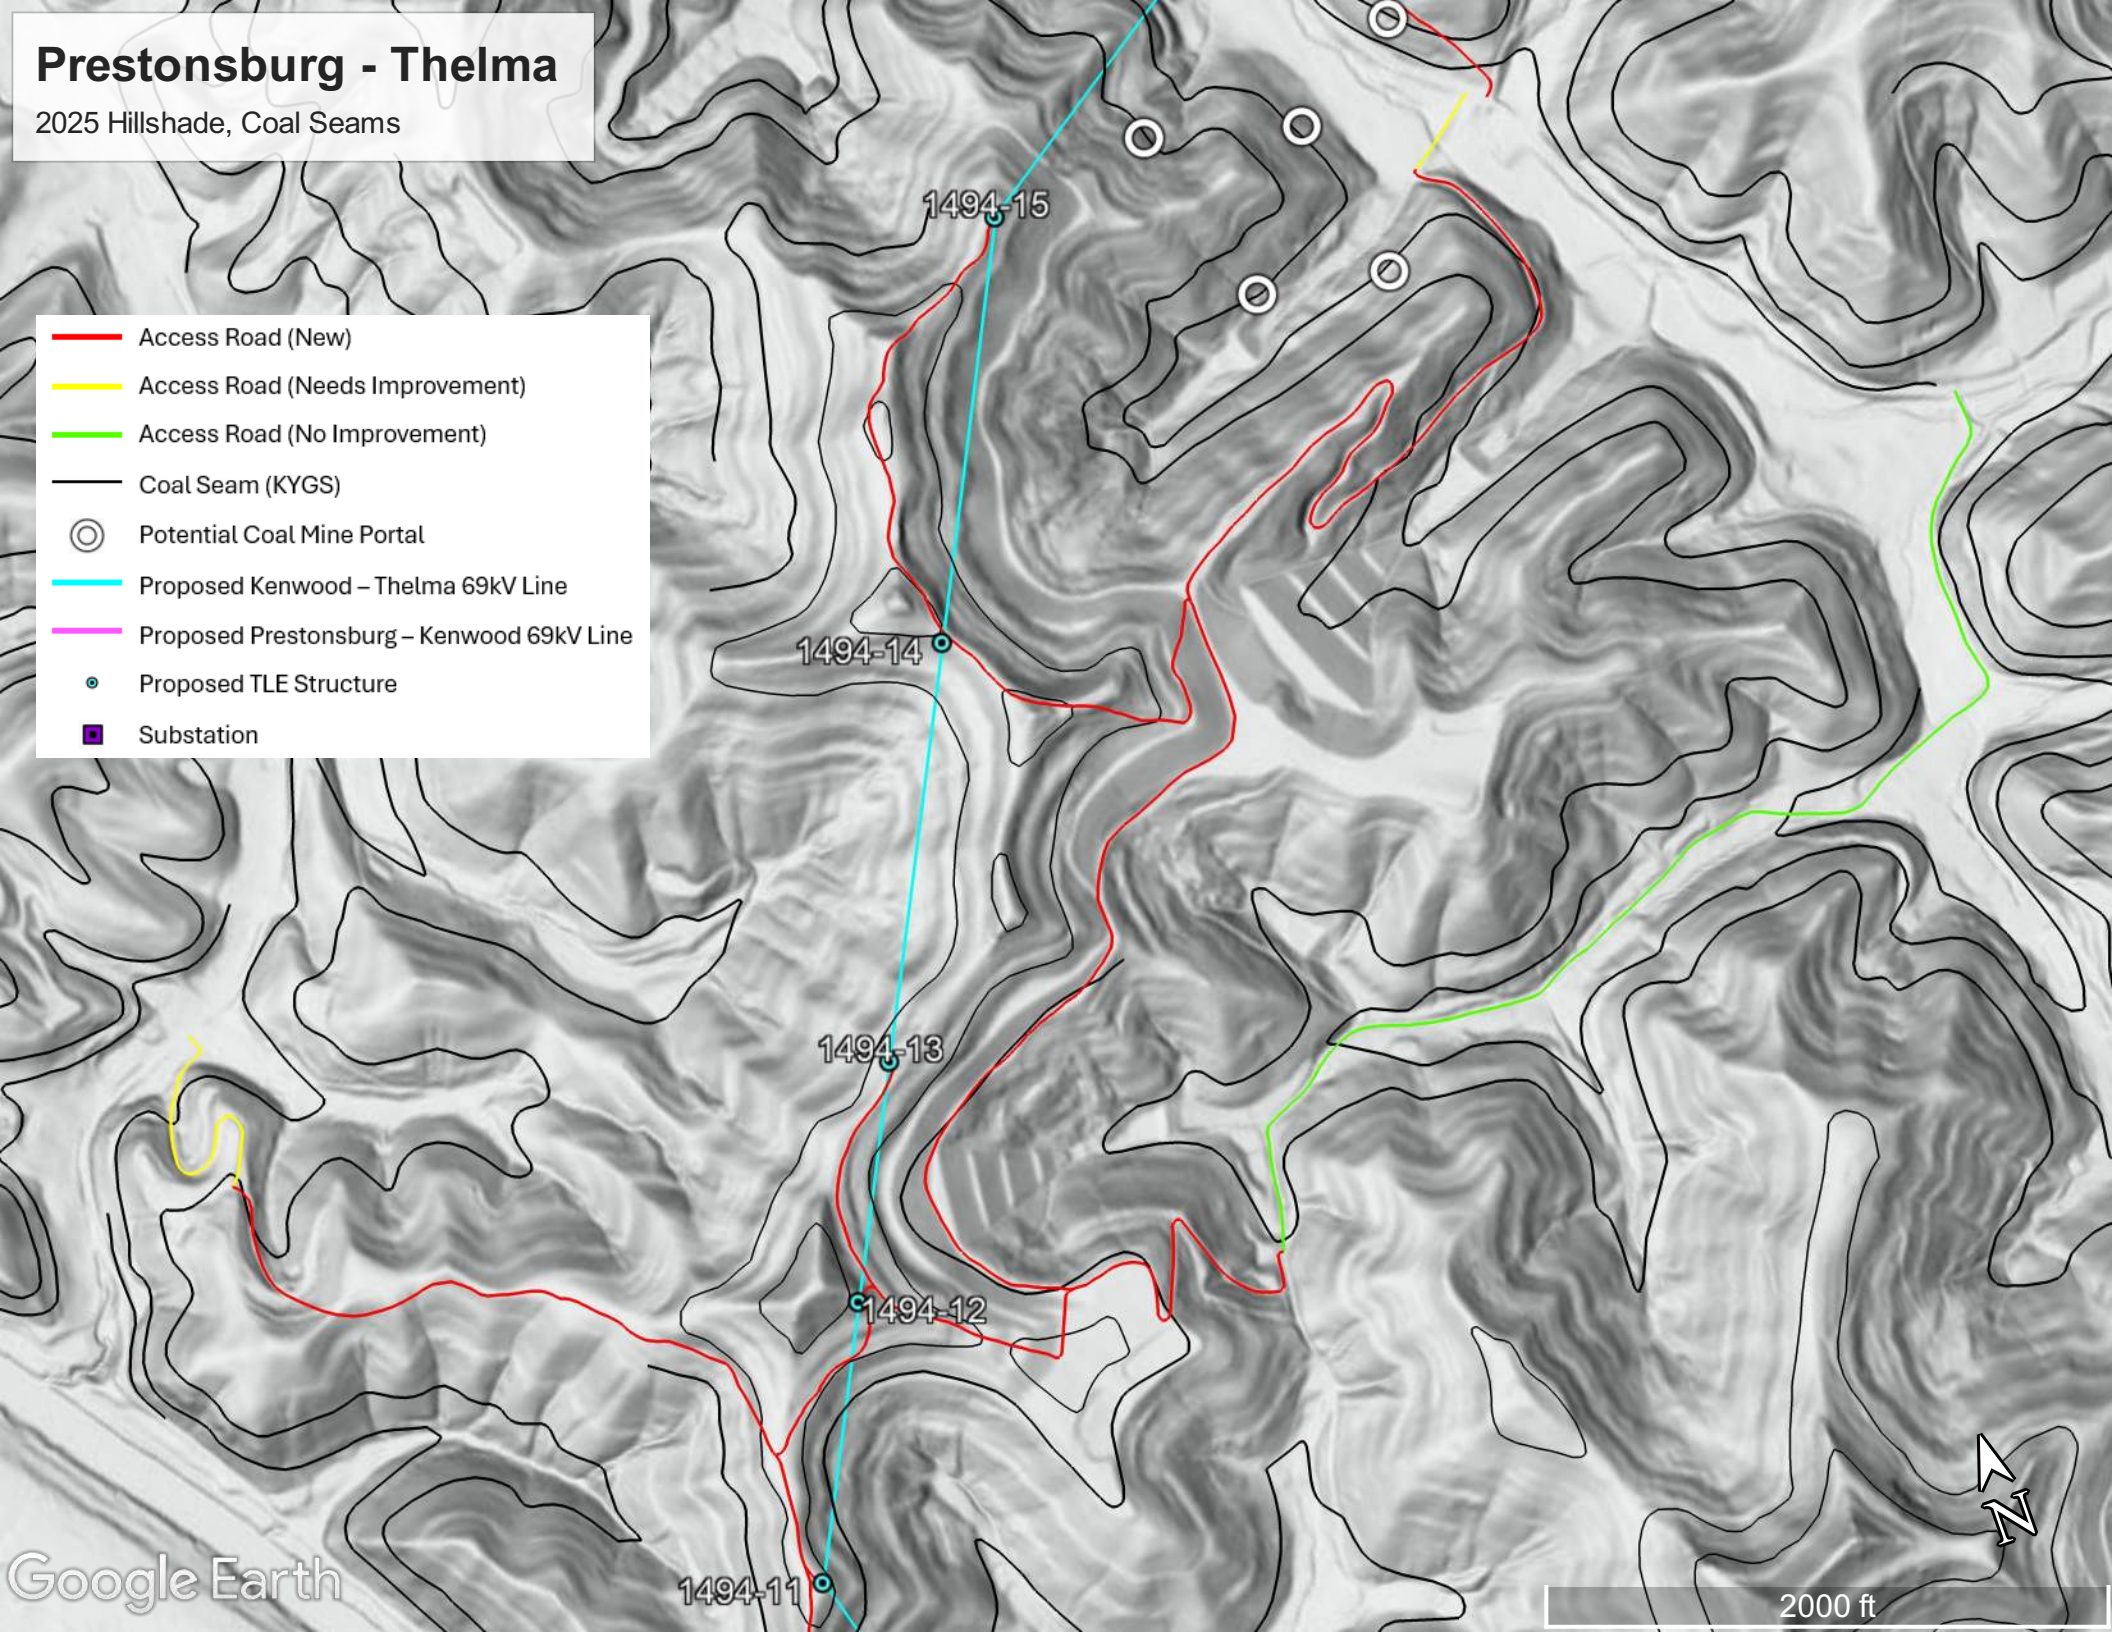 Prestonsburg - Thelma
2025 Hillshade, Coal Seams
1494-15
Access Road (New)
Access Road (Needs Improvement)
Access Road (No Improvement)
Coal Seam (KYGS)
Potential Coal Mine Portal
Proposed Kenwood – Thelma 69kV Line
Proposed Prestonsburg – Kenwood 69kV Line
Proposed TLE Structure
Substation
1494-14
1494-13
1494-12
1494-11
N
Google Earth
2000 ft